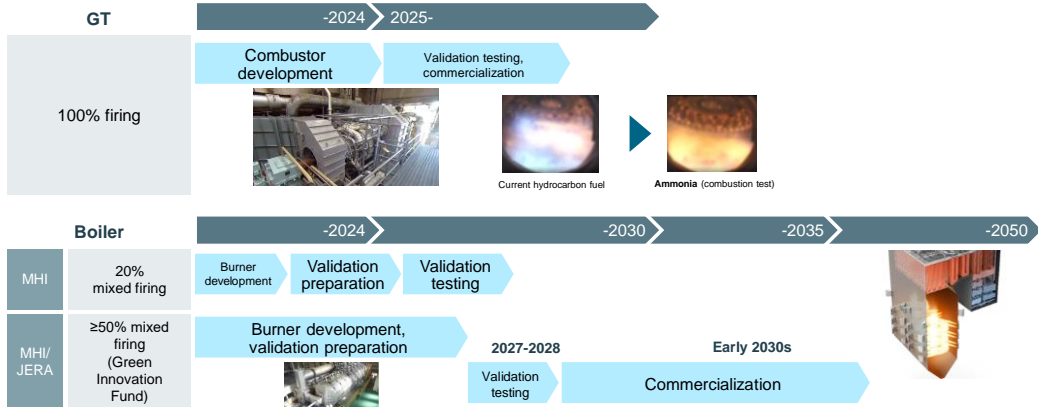 GT
-2024
2025-
100% firing
Combustor
development
Validation testing,
commercialization
Current hydrocarbon fuel
Ammonia (combustion test)
Boiler
-2024
-2030
-2035
-2050
MHI
20%
mixed firing
Burner
development
Validation
preparation
Validation
testing
MHI/
JERA
≥50% mixed
firing
(Green
Innovation
Fund)
Burner development,
validation preparation
2027-2028
Validation
testing
Early 2030s
Commercialization